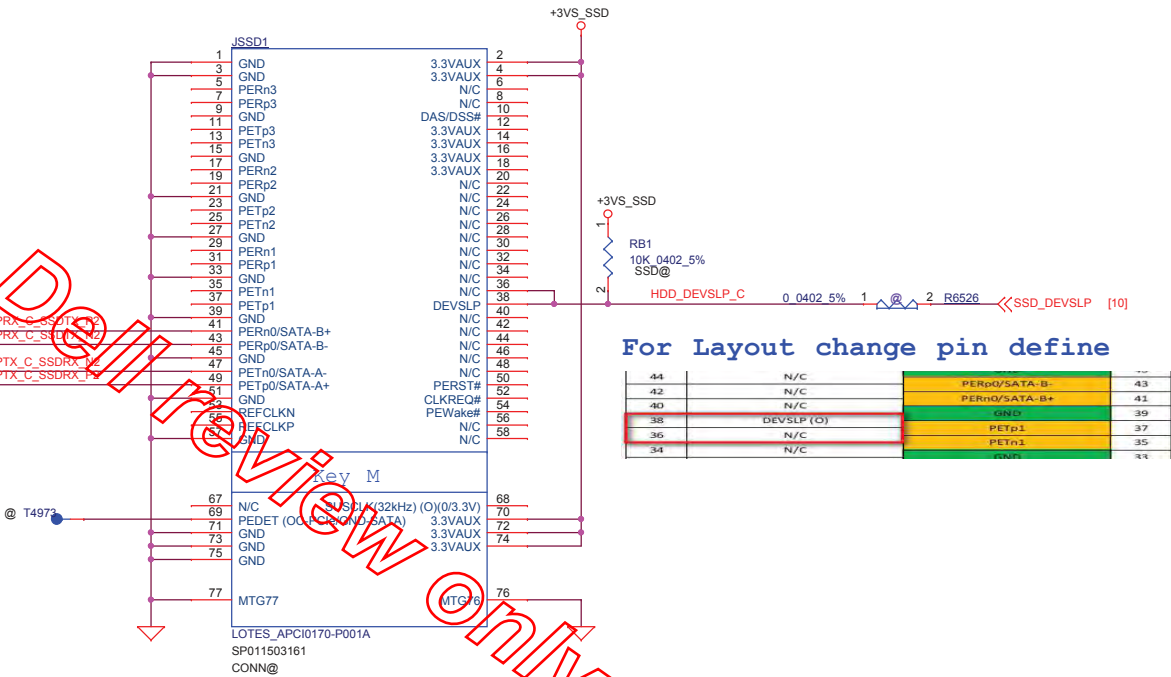 +3VS_SSD
JSSD1
1 GND 3.3VAUX 2
3 GND 3.3VAUX 4
5 PERn3 N/C 6
7 PERp3 N/C 8
9 GND DAS/DSS# 10
11 PETp3 3.3VAUX 12
13 PETn3 3.3VAUX 14
15 GND 3.3VAUX 16
17 PERn2 3.3VAUX 18
19 PERp2 N/C 20
21 GND N/C 22
23 PETp2 N/C 24
25 PETn2 N/C 26
27 GND N/C 28
29 PERn1 N/C 30
31 PERp1 N/C 32
33 GND N/C 34
35 PETn1 N/C 36
37 PETp1 DEVSLP 38
39 GND N/C 40
41 PERn0/SATA-B+ N/C 42
43 PERp0/SATA-B- N/C 44
45 GND N/C 46
47 PETn0/SATA-A- N/C 48
49 PETp0/SATA-A+ PERST# 50
51 GND CLKREQ# 52
53 REFCLKN PEWake# 54
55 REFCLKP N/C 56
57 GND N/C 58
Key M
67 N/C SUSCLK(32kHz) (O)(0/3.3V) 68
69 PEDET (OC-PCIe/GND-SATA) 3.3VAUX 70
71 GND 3.3VAUX 72
73 GND 3.3VAUX 74
75 GND
77 MTG77 MTG76 76
LOTES_APCI0170-P001A
SP011503161
CONN@
@ T4973
+3VS_SSD
1
RB1
10K_0402_5%
SSD@
2
HDD_DEVSLP_C 0_0402_5% 1 @ 2 R6526 SSD_DEVSLP [10]
For Layout change pin define
44 N/C PERp0/SATA-B- 43
42 N/C PERn0/SATA-B+ 41
40 N/C GND 39
38 DEVSLP (O) PETp1 37
36 N/C PETn1 35
34 N/C GND 33
Dell review only